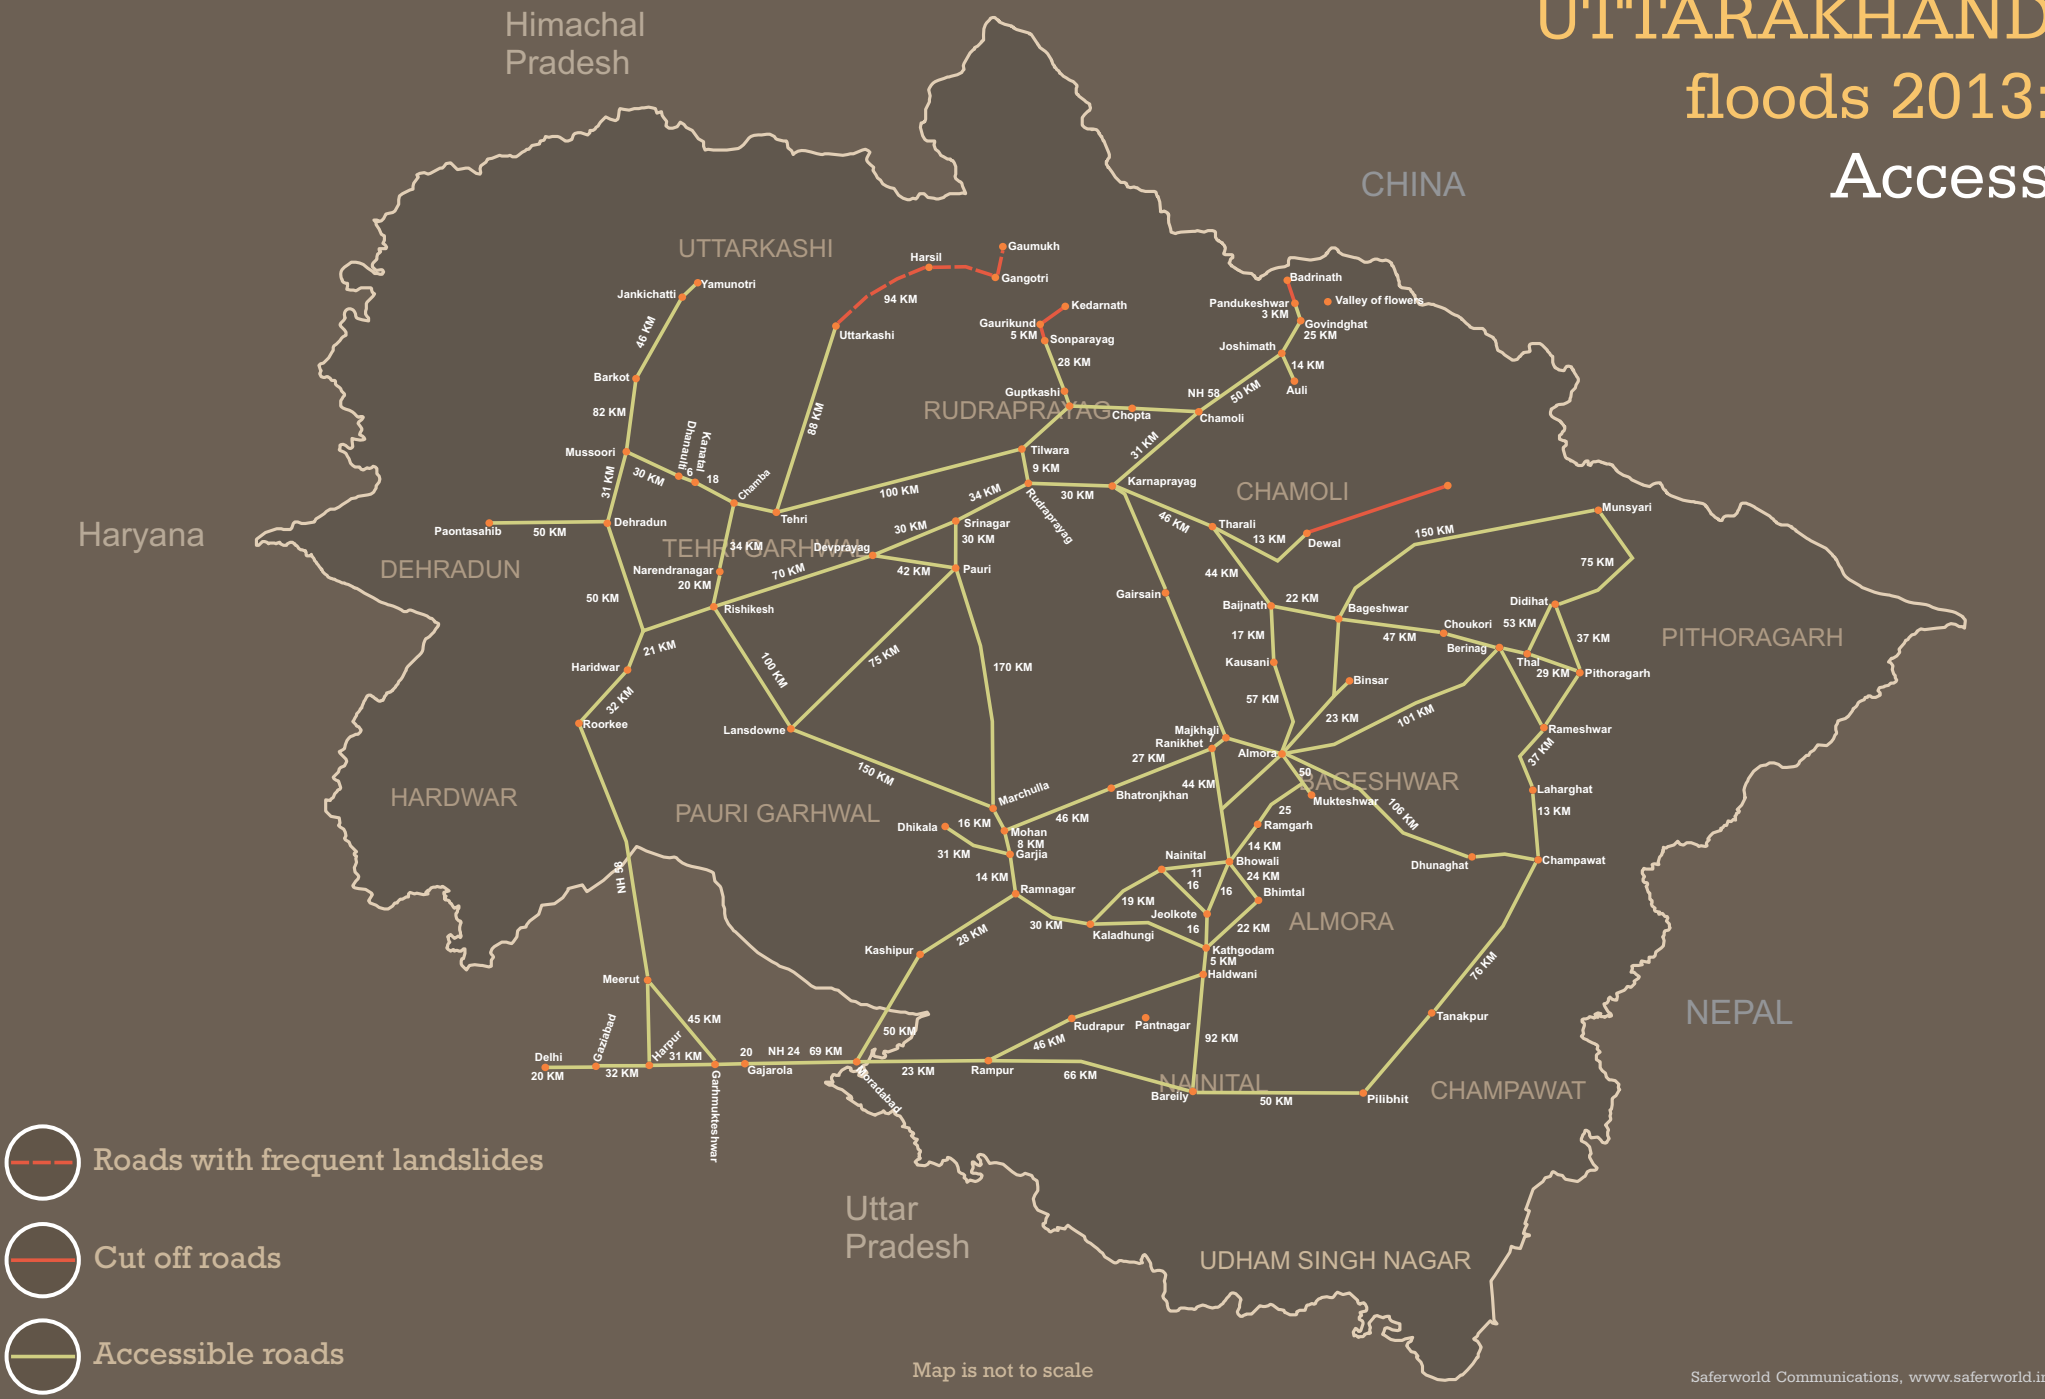 Himachal
Pradesh
UTTARAKHAND
floods 2013:
Access
CHINA
Haryana
NEPAL
Uttar
Pradesh
UTTARKASHI
RUDRAPRAYAG
CHAMOLI
TEHRI GARHWAL
DEHRADUN
PITHORAGARH
HARDWAR
PAURI GARHWAL
BAGESHWAR
ALMORA
NAINITAL
CHAMPAWAT
UDHAM SINGH NAGAR
Gaumukh
Harsil
Gangotri
94 KM
Uttarkashi
Yamunotri
Jankichatti
46 KM
Barkot
82 KM
Mussoori
31 KM
30 KM
Dhanaulti
6
Kanatal
18
Chamba
Tehri
88 KM
100 KM
Kedarnath
Gaurikund
5 KM
Sonparayag
28 KM
Guptkashi
Chopta
Badrinath
Pandukeshwar
3 KM
Valley of flowers
Govindghat
25 KM
Joshimath
14 KM
Auli
NH 58
50 KM
Chamoli
31 KM
Tilwara
9 KM
Rudraprayag
30 KM
Karnaprayag
34 KM
Srinagar
30 KM
30 KM
Devprayag
42 KM
Pauri
70 KM
Paontasahib
50 KM
Dehradun
34 KM
Narendranagar
20 KM
Rishikesh
50 KM
21 KM
Haridwar
32 KM
Roorkee
100 KM
75 KM
Lansdowne
150 KM
170 KM
46 KM
Tharali
13 KM
Dewal
150 KM
Munsyari
75 KM
44 KM
Gairsain
Baijnath
22 KM
Bageshwar
Didihat
53 KM
37 KM
Choukori
47 KM
Berinag
Thal
29 KM
Pithoragarh
17 KM
Kausani
57 KM
Binsar
23 KM
101 KM
Rameshwar
37 KM
Majkhali
7
Ranikhet
27 KM
Almora
50
Mukteshwar
44 KM
Bhatronjkhan
46 KM
Marchulla
16 KM
Dhikala
31 KM
Mohan
8 KM
Garjia
14 KM
Ramnagar
25
Ramgarh
14 KM
106 KM
Laharghat
13 KM
Dhunaghat
Champawat
Nainital
11
16
Bhowali
24 KM
16
Bhimtal
19 KM
Jeolkote
16
22 KM
30 KM
Kaladhungi
Kathgodam
5 KM
Haldwani
28 KM
Kashipur
NH 58
Meerut
45 KM
50 KM
Rudrapur
Pantnagar
46 KM
92 KM
76 KM
Tanakpur
Delhi
20 KM
Gaziabad
32 KM
Harpur
31 KM
Garhmukteshwar
20
Gajarola
NH 24
69 KM
Moradabad
23 KM
Rampur
66 KM
Bareily
50 KM
Pilibhit
Roads with frequent landslides
Cut off roads
Accessible roads
Map is not to scale
Saferworld Communications, www.saferworld.in